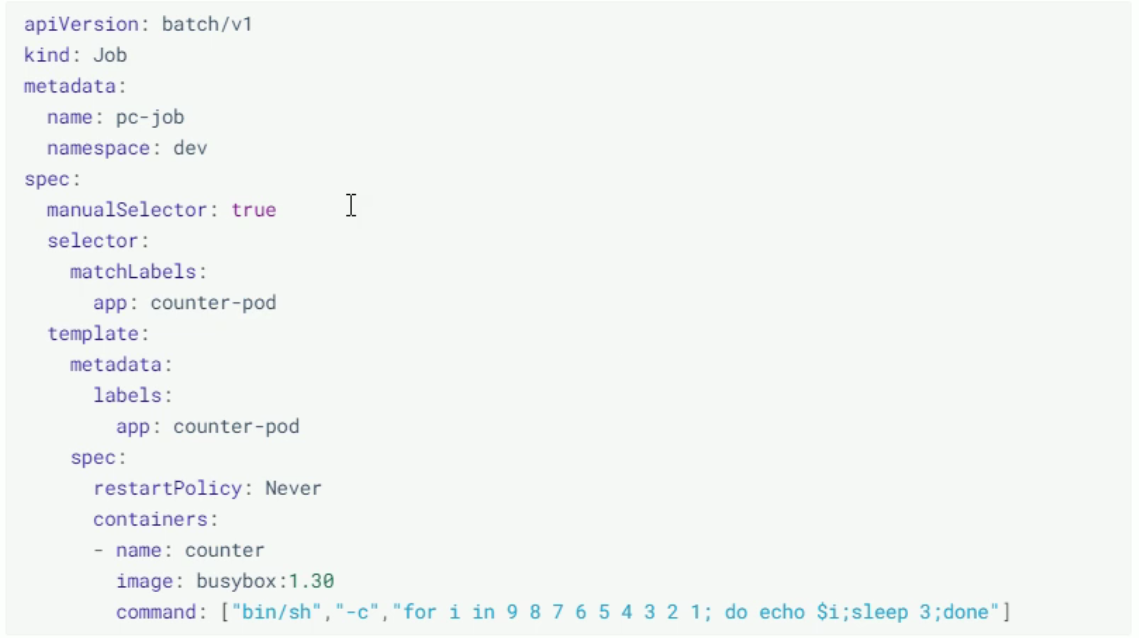 apiVersion: batch/v1
kind: Job
metadata:
  name: pc-job
  namespace: dev
spec:
  manualSelector: true
  selector:
    matchLabels:
      app: counter-pod
  template:
    metadata:
      labels:
        app: counter-pod
    spec:
      restartPolicy: Never
      containers:
      - name: counter
        image: busybox:1.30
        command: ["bin/sh","-c","for i in 9 8 7 6 5 4 3 2 1; do echo $i;sleep 3;done"]